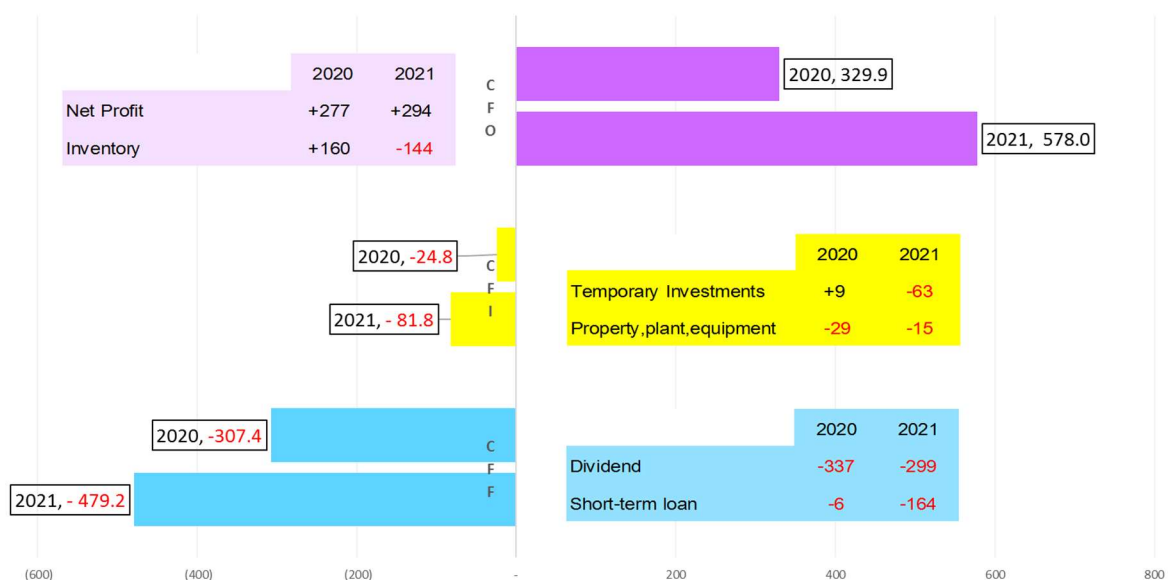 2020 2021
Net Profit +277 +294
Inventory +160 -144
C
F
O
2020, 329.9
2021, 578.0
2020, -24.8
2021, - 81.8
C
F
I
2020 2021
Temporary Investments +9 -63
Property,plant,equipment -29 -15
2020, -307.4
2021, - 479.2
C
F
F
2020 2021
Dividend -337 -299
Short-term loan -6 -164
(600) (400) (200) - 200 400 600 800